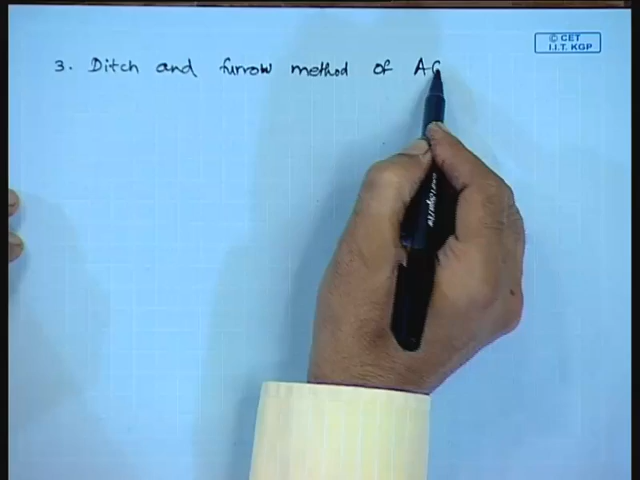 © CET
I.I.T. KGP
3. Ditch and furrow method of A